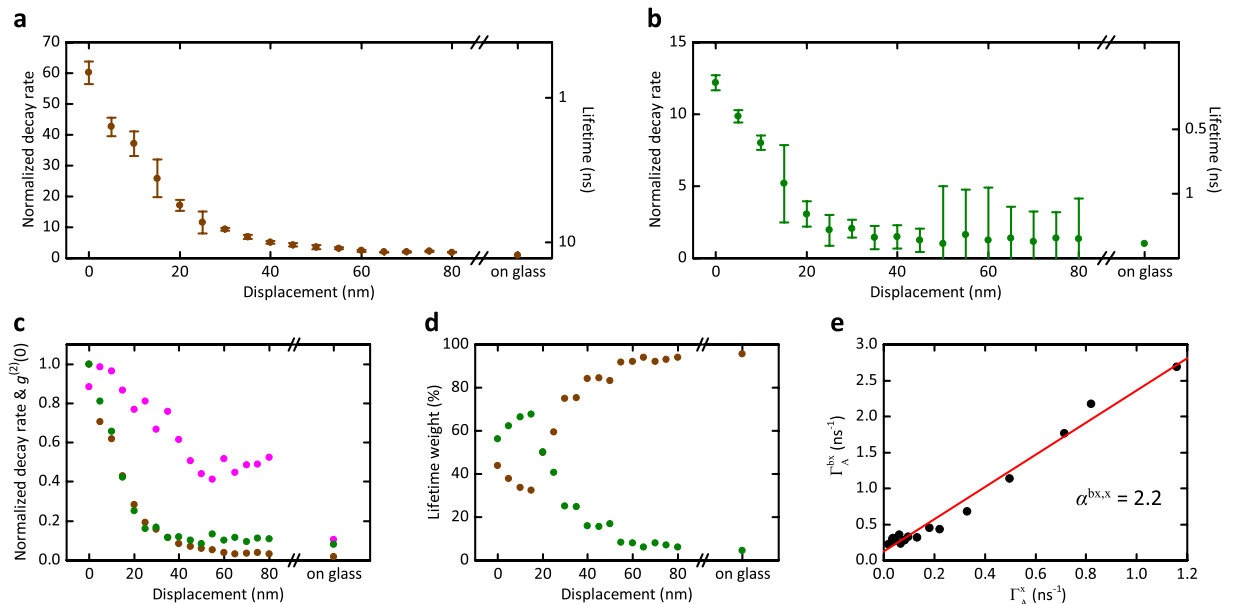 a
70
60
50
40
30
20
10
0
Normalized decay rate
1
10
Lifetime (ns)
0 20 40 60 80 on glass
Displacement (nm)
b
15
10
5
0
Normalized decay rate
0.5
1
Lifetime (ns)
0 20 40 60 80 on glass
Displacement (nm)
c
1.0
0.8
0.6
0.4
0.2
0.0
Normalized decay rate & g(2)(0)
0 20 40 60 80 on glass
Displacement (nm)
d
100
80
60
40
20
0
Lifetime weight (%)
0 20 40 60 80 on glass
Displacement (nm)
e
3.0
2.5
2.0
1.5
1.0
0.5
0.0
Γ_A^bx (ns⁻¹)
α^bx,x = 2.2
0.0 0.2 0.4 0.6 0.8 1.0 1.2
Γ_A^x (ns⁻¹)